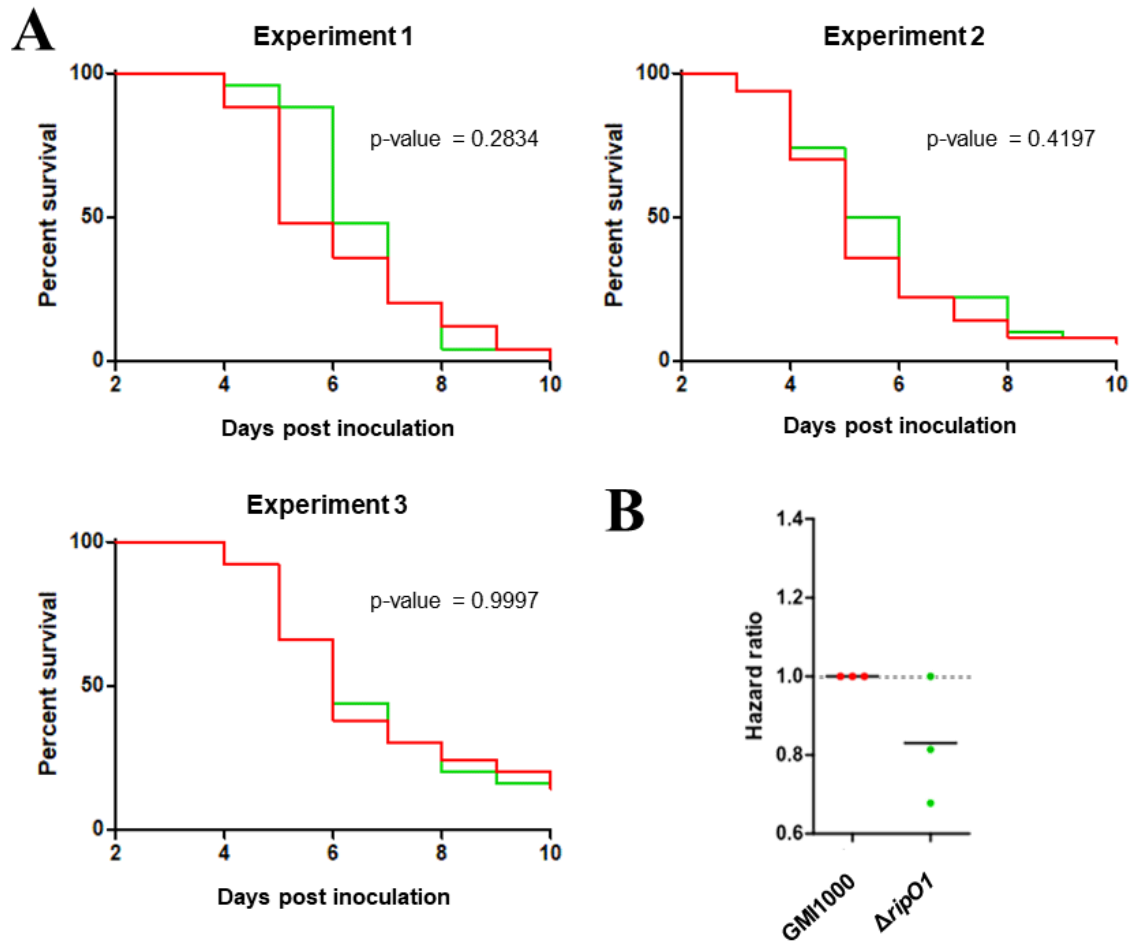 A
Experiment 1
100
50
0
Percent survival
p-value = 0.2834
2 4 6 8 10
Days post inoculation
Experiment 2
100
50
0
Percent survival
p-value = 0.4197
2 4 6 8 10
Days post inoculation
Experiment 3
100
50
0
Percent survival
p-value = 0.9997
2 4 6 8 10
Days post inoculation
B
1.4
1.2
1.0
0.8
0.6
Hazard ratio
GMI1000
ΔripO1